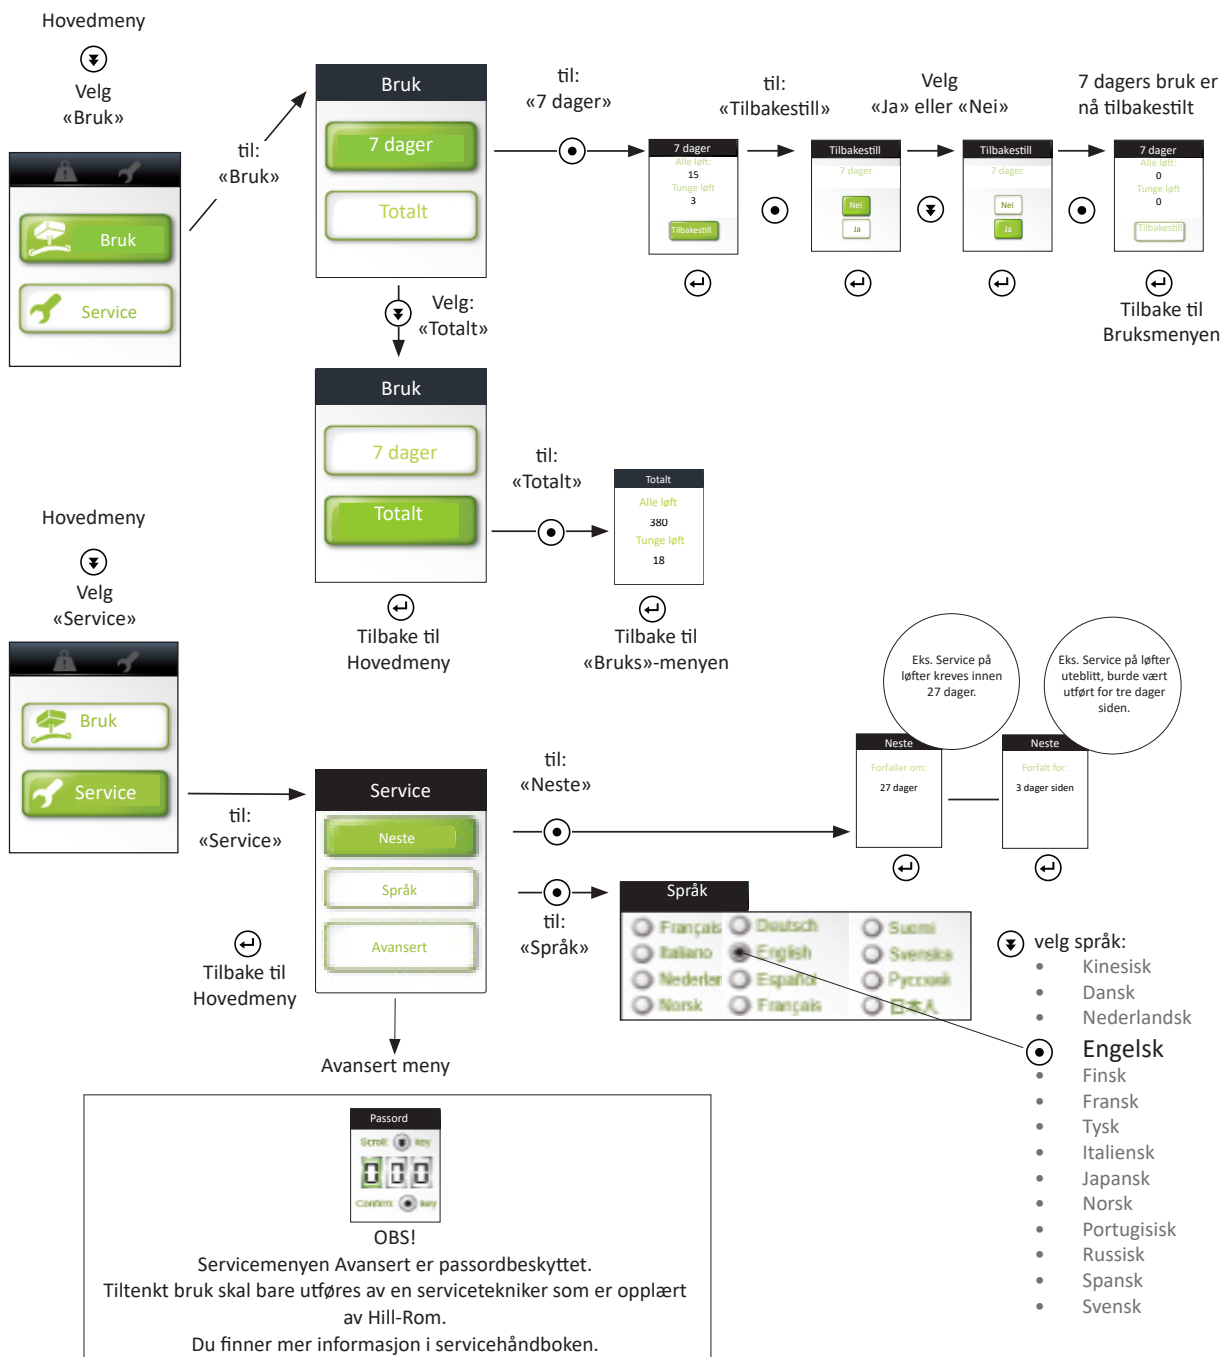 Hovedmeny
Velg
«Bruk»
Bruk
Service
til:
«Bruk»
Bruk
7 dager
Totalt
til:
«7 dager»
7 dager
Alle løft:
15
Tunge løft
3
Tilbakestill
til:
«Tilbakestill»
Tilbakestill
7 dager
Nei
Ja
Velg
«Ja» eller «Nei»
Tilbakestill
7 dager
Nei
Ja
7 dagers bruk er
nå tilbakestilt
7 dager
Alle løft:
0
Tunge løft
0
Tilbakestill
Tilbake til
Bruksmenyen
Velg:
«Totalt»
Bruk
7 dager
Totalt
Tilbake til
Hovedmeny
til:
«Totalt»
Totalt
Alle løft
380
Tunge løft
18
Tilbake til
«Bruks»-menyen
Hovedmeny
Velg
«Service»
Bruk
Service
til:
«Service»
Service
Neste
Språk
Avansert
Tilbake til
Hovedmeny
til:
«Neste»
Eks. Service på
løfter kreves innen
27 dager.
Neste
Forfaller om:
27 dager
Eks. Service på løfter
uteblitt, burde vært
utført for tre dager
siden.
Neste
Forfalt for:
3 dager siden
til:
«Språk»
Språk
Français Deutsch Suomi
Italiano English Svenska
Nederlan Español Русский
Norsk Français 日本人
velg språk:
• Kinesisk
• Dansk
• Nederlandsk
Engelsk
• Finsk
• Fransk
• Tysk
• Italiensk
• Japansk
• Norsk
• Portugisisk
• Russisk
• Spansk
• Svensk
Avansert meny
Passord
Scroll: key
000
Confirm: key
OBS!
Servicemenyen Avansert er passordbeskyttet.
Tiltenkt bruk skal bare utføres av en servicetekniker som er opplært
av Hill-Rom.
Du finner mer informasjon i servicehåndboken.